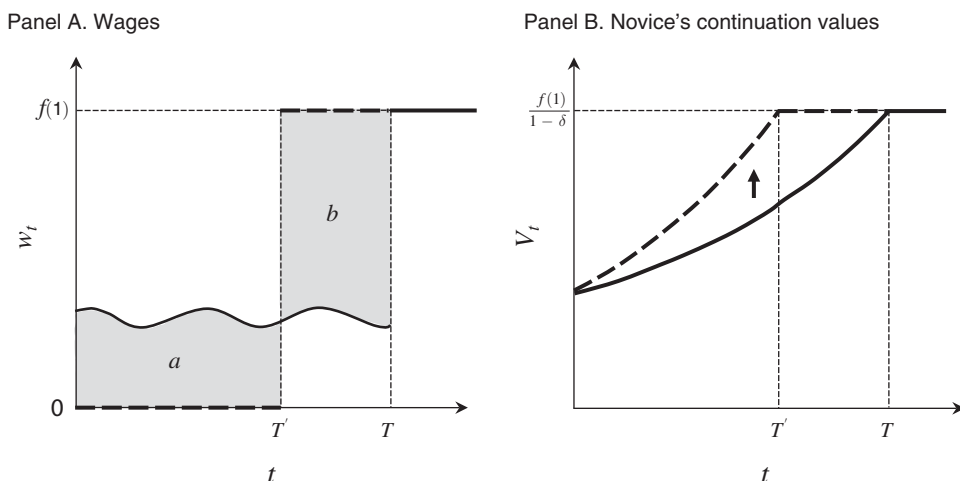 Panel A. Wages
f(1)
w_t
b
a
0
T′
T
t
Panel B. Novice's continuation values
f(1)
1 − δ
V_t
T′
T
t